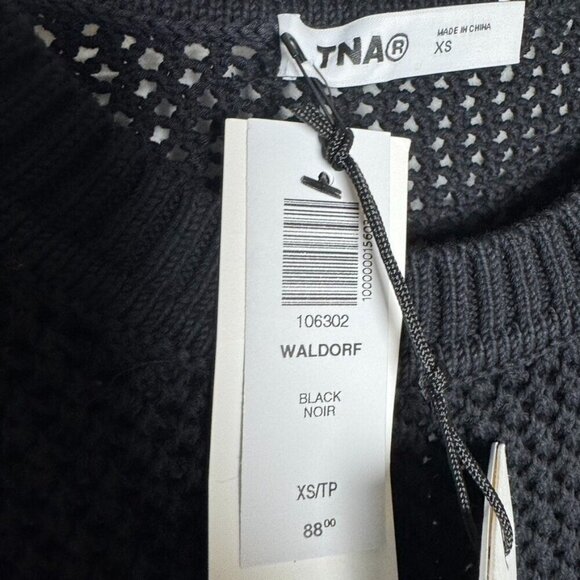 TNA®
MADE IN CHINA
XS
106302
WALDORF
BLACK
NOIR
XS/TP
88.00